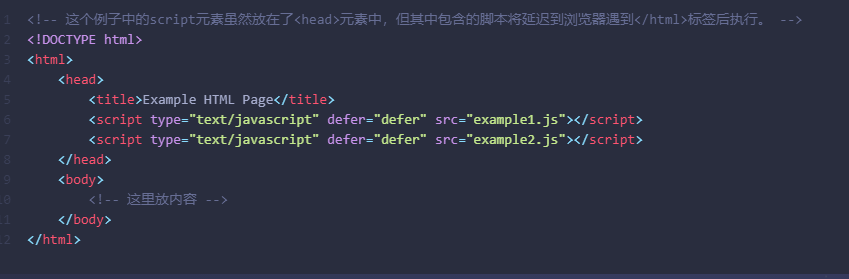 1 <!-- 这个例子中的script元素虽然放在了<head>元素中，但其中包含的脚本将延迟到浏览器遇到</html>标签后执行。 -->
2 <!DOCTYPE html>
3 <html>
4     <head>
5         <title>Example HTML Page</title>
6         <script type="text/javascript" defer="defer" src="example1.js"></script>
7         <script type="text/javascript" defer="defer" src="example2.js"></script>
8     </head>
9     <body>
10         <!-- 这里放内容 -->
11     </body>
12 </html>